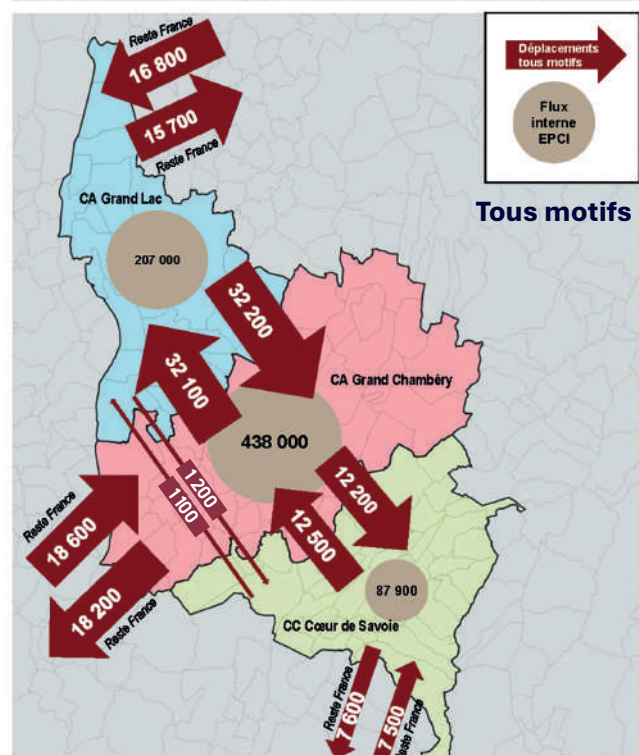 Reste France
16 800
15 700
Reste France
Déplacements
tous motifs
Flux
interne
EPCI
Tous motifs
CA Grand Lac
207 000
32 200
32 100
CA Grand Chambéry
438 000
1 200
1 100
12 200
12 500
Reste France
18 600
18 200
Reste France
87 900
CC Cœur de Savoie
Reste France
7 600
7 500
Reste France